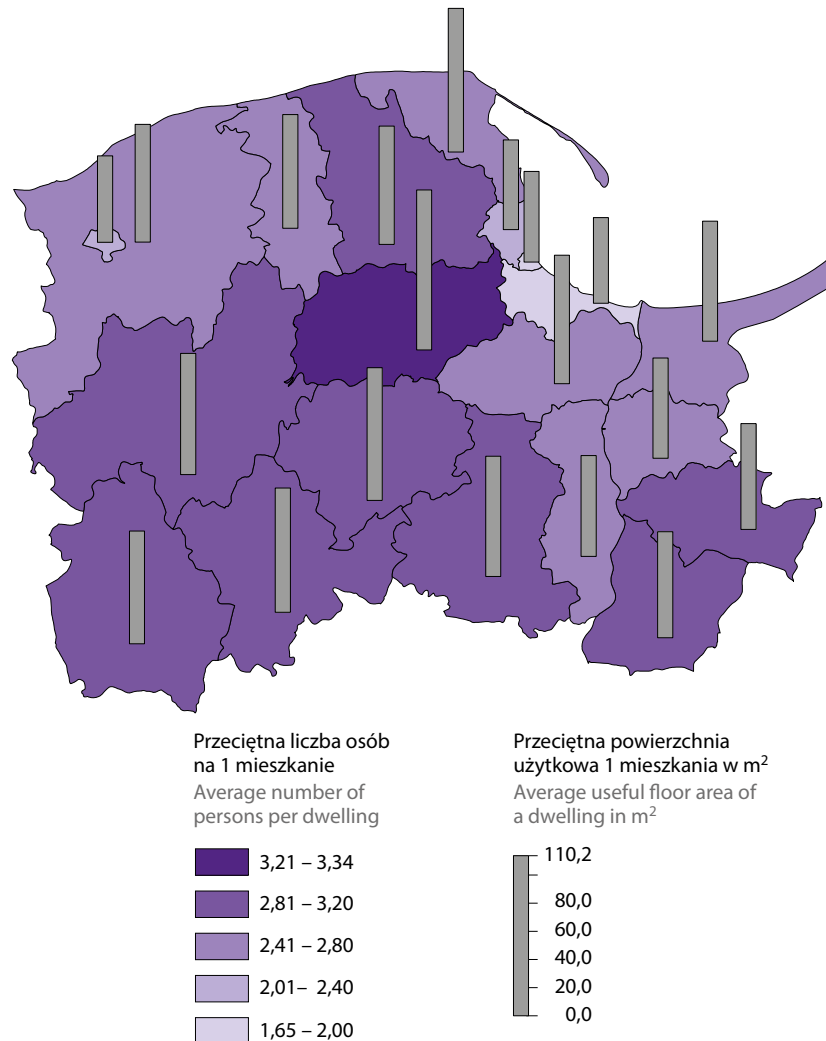 Przeciętna liczba osób
na 1 mieszkanie
Average number of
persons per dwelling
3,21 – 3,34
2,81 – 3,20
2,41 – 2,80
2,01– 2,40
1,65 – 2,00
Przeciętna powierzchnia
użytkowa 1 mieszkania w m²
Average useful floor area of
a dwelling in m²
110,2
80,0
60,0
40,0
20,0
0,0